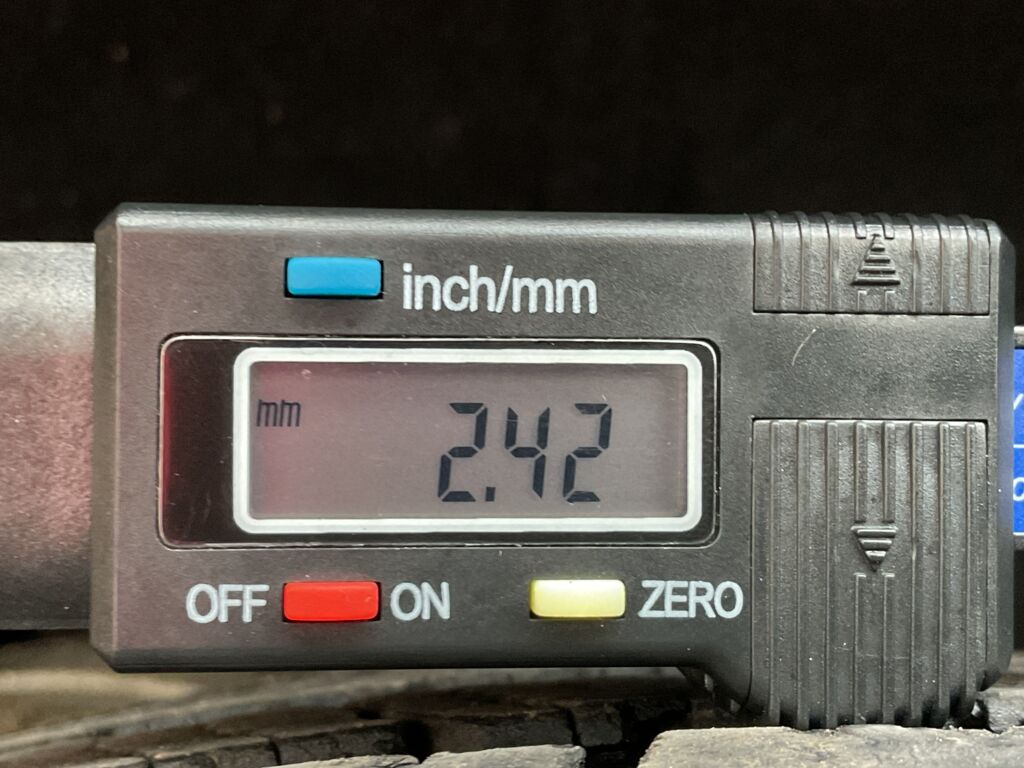 inch/mm
mm
2.42
OFF ON ZERO